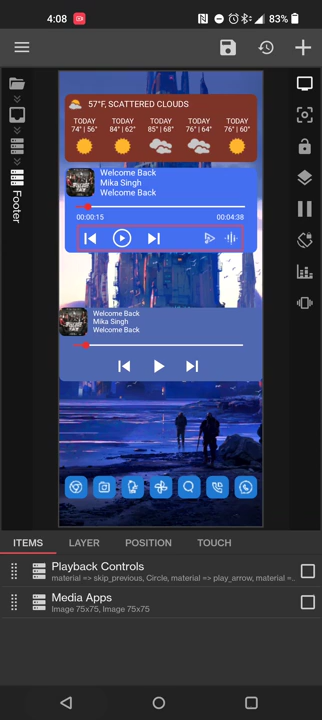 4:08
83%
57°F, SCATTERED CLOUDS
TODAY TODAY TODAY TODAY TODAY
74° | 56° 84° | 62° 85° | 68° 76° | 64° 76° | 60°
Welcome Back
Mika Singh
Welcome Back
00:00:15 00:04:38
Welcome Back
Mika Singh
Welcome Back
Footer
ITEMS LAYER POSITION TOUCH
Playback Controls
material => skip_previous, Circle, material => play_arrow, material =...
Media Apps
Image 75x75, Image 75x75